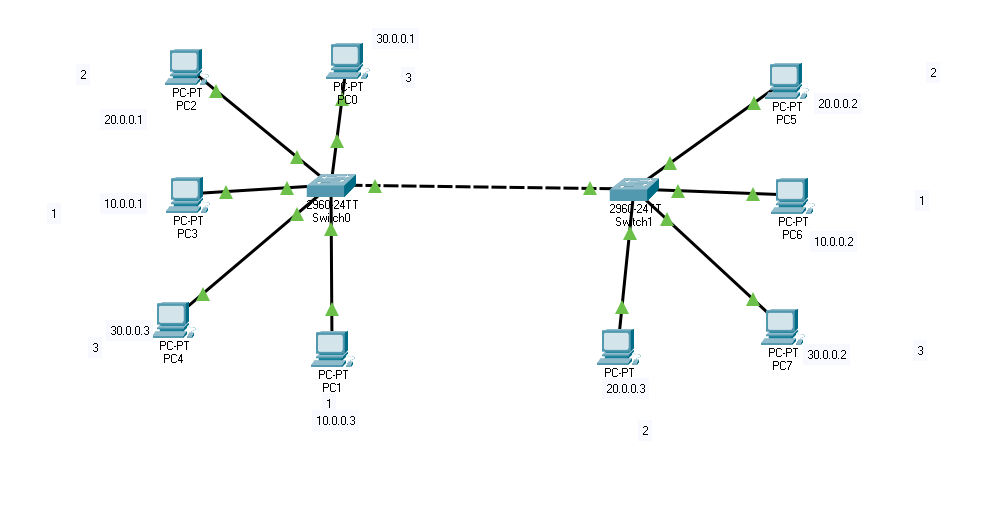 30.0.0.1
3
PC-PT
PC0
2
PC-PT
PC2
20.0.0.1
2
PC-PT
PC5
20.0.0.2
1
10.0.0.1
PC-PT
PC3
2960-24TT
Switch0
2960-24TT
Switch1
PC-PT
PC6
1
10.0.0.2
30.0.0.3
3
PC-PT
PC4
PC-PT
PC1
1
10.0.0.3
PC-PT
20.0.0.3
2
PC-PT
PC7
30.0.0.2
3